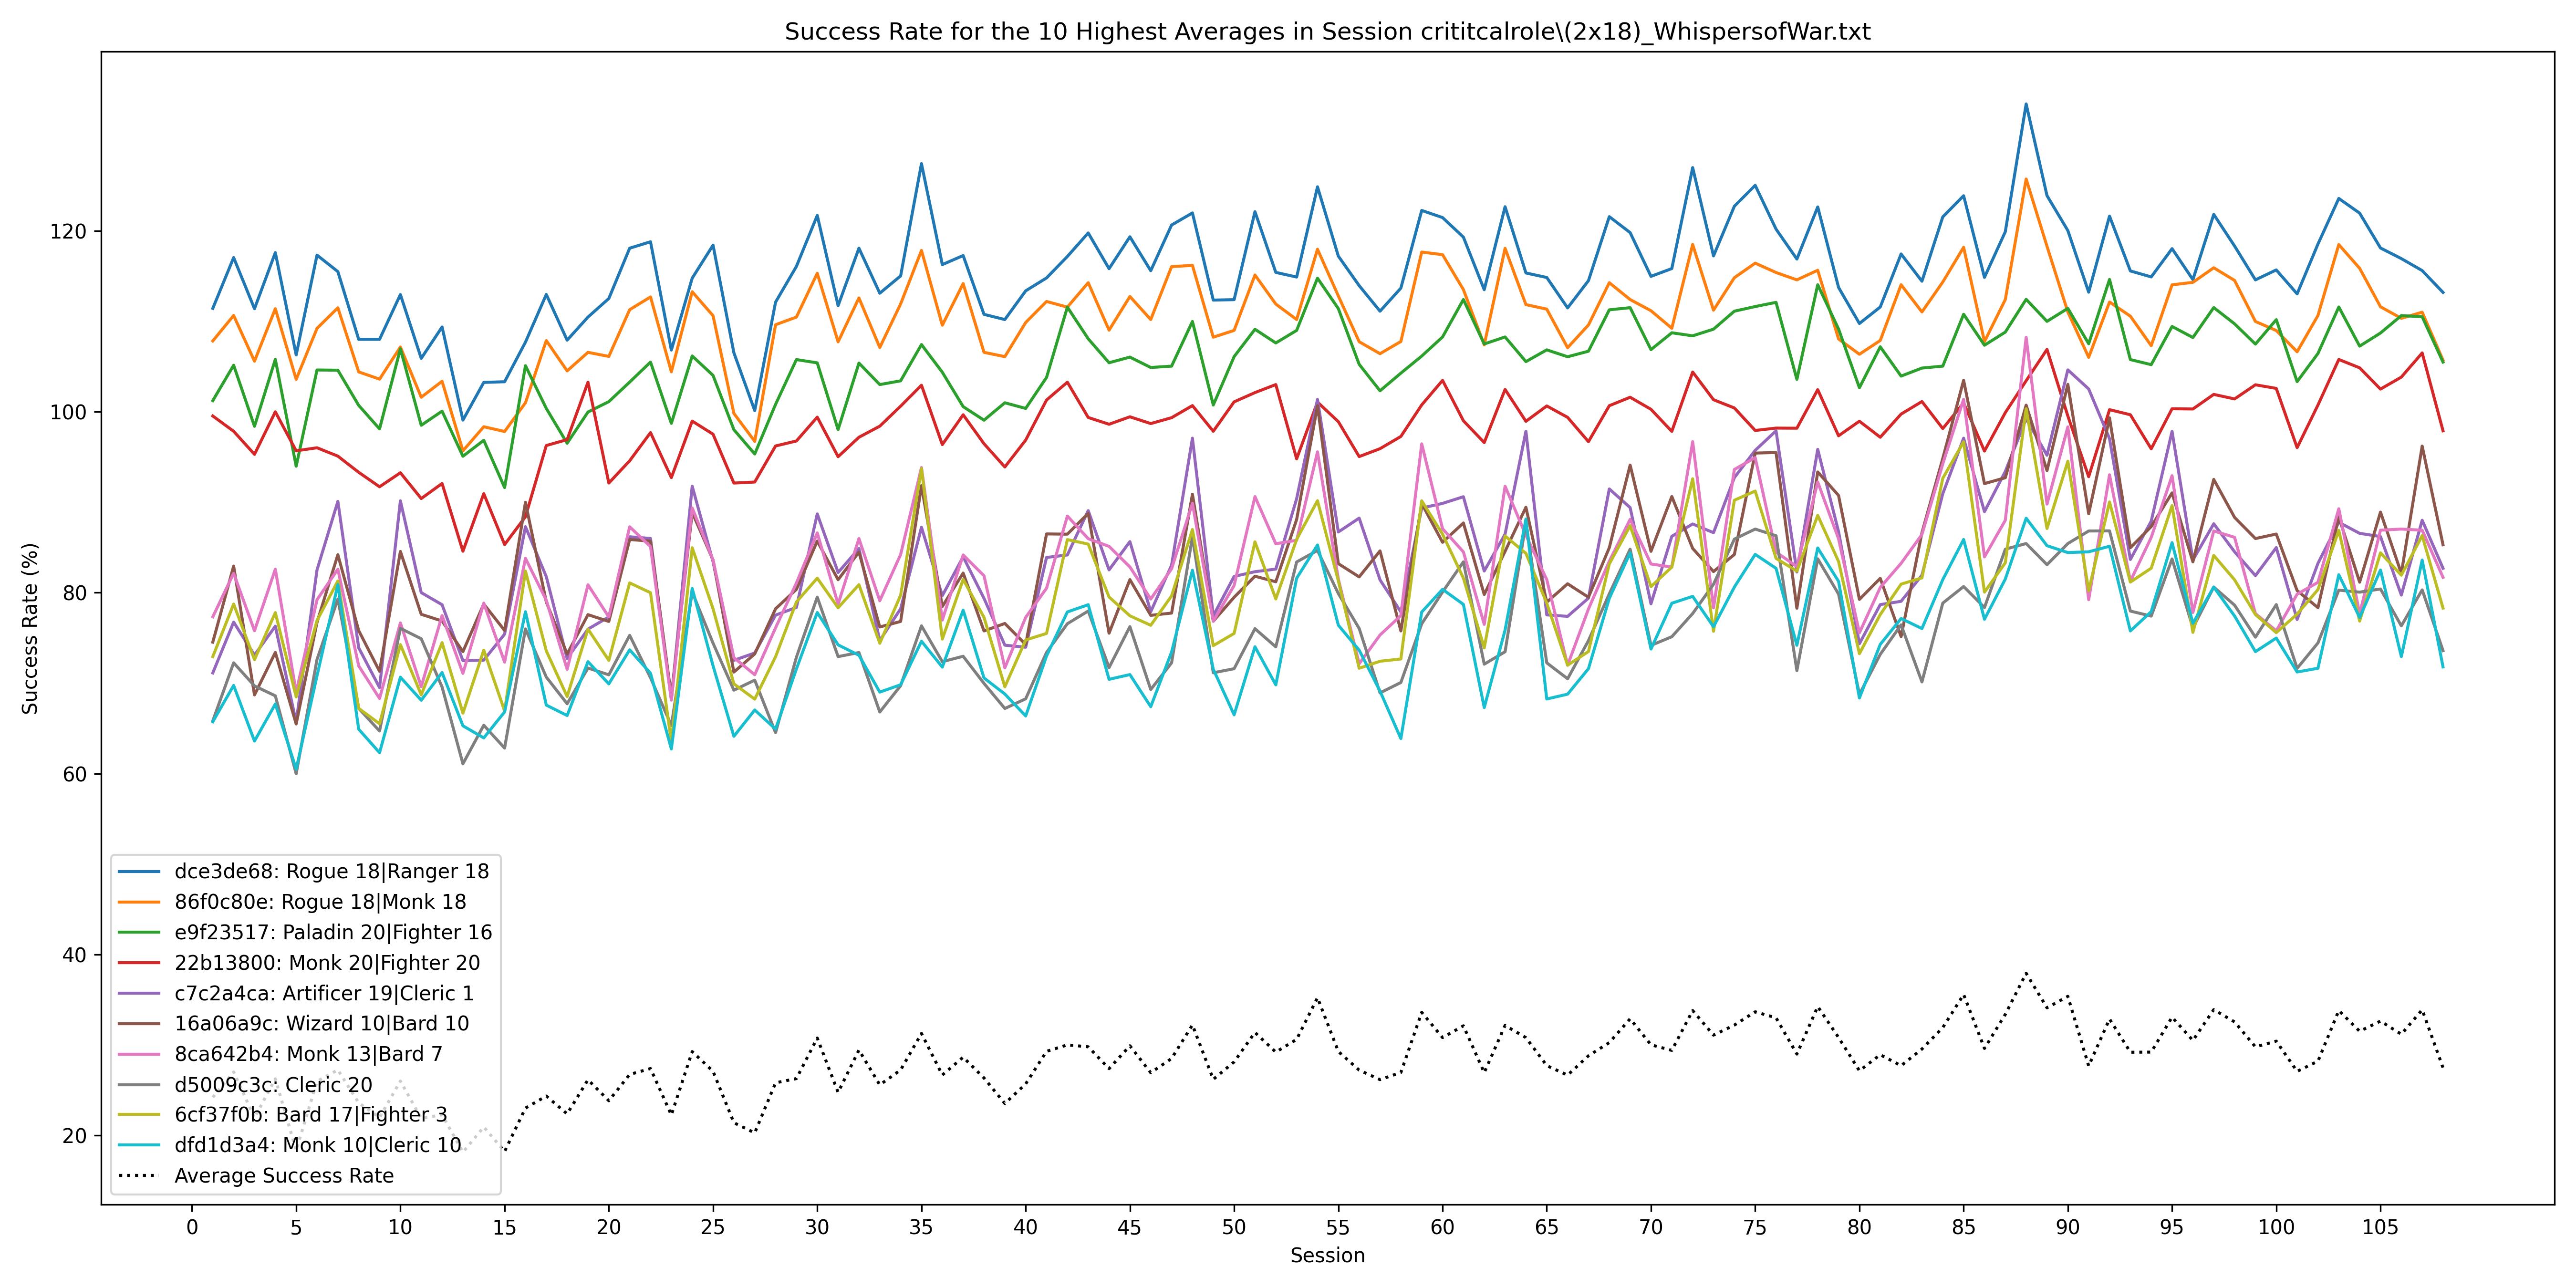 Success Rate for the 10 Highest Averages in Session crititcalrole\(2x18)_WhispersofWar.txt
Success Rate (%)
120
100
80
60
40
20
dce3de68: Rogue 18|Ranger 18
86f0c80e: Rogue 18|Monk 18
e9f23517: Paladin 20|Fighter 16
22b13800: Monk 20|Fighter 20
c7c2a4ca: Artificer 19|Cleric 1
16a06a9c: Wizard 10|Bard 10
8ca642b4: Monk 13|Bard 7
d5009c3c: Cleric 20
6cf37f0b: Bard 17|Fighter 3
dfd1d3a4: Monk 10|Cleric 10
Average Success Rate
0 5 10 15 20 25 30 35 40 45 50 55 60 65 70 75 80 85 90 95 100 105
Session